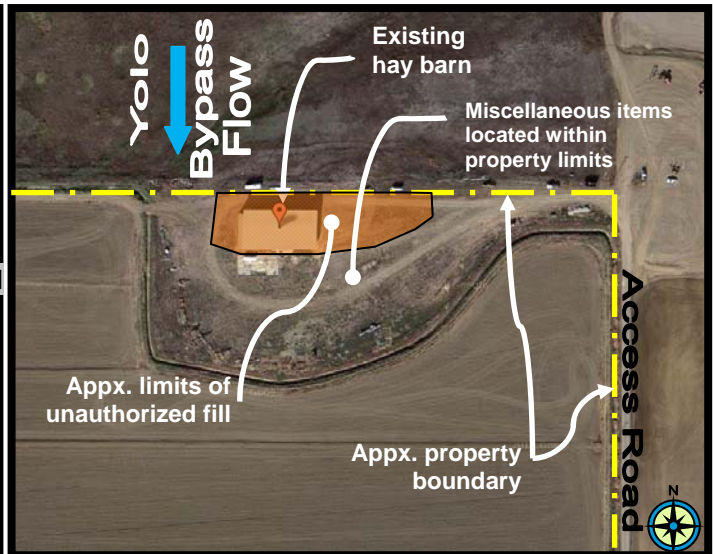 Yolo
Bypass
Flow
Existing
hay barn
Miscellaneous items
located within
property limits
Appx. limits of
unauthorized fill
Appx. property
boundary
Access Road
N